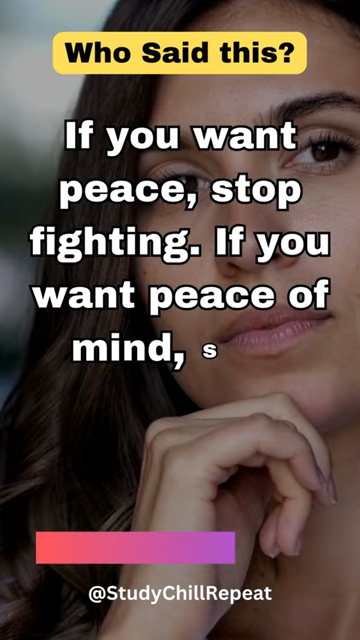 Who Said this?
If you want
peace, stop
fighting. If you
want peace of
mind, s
@StudyChillRepeat